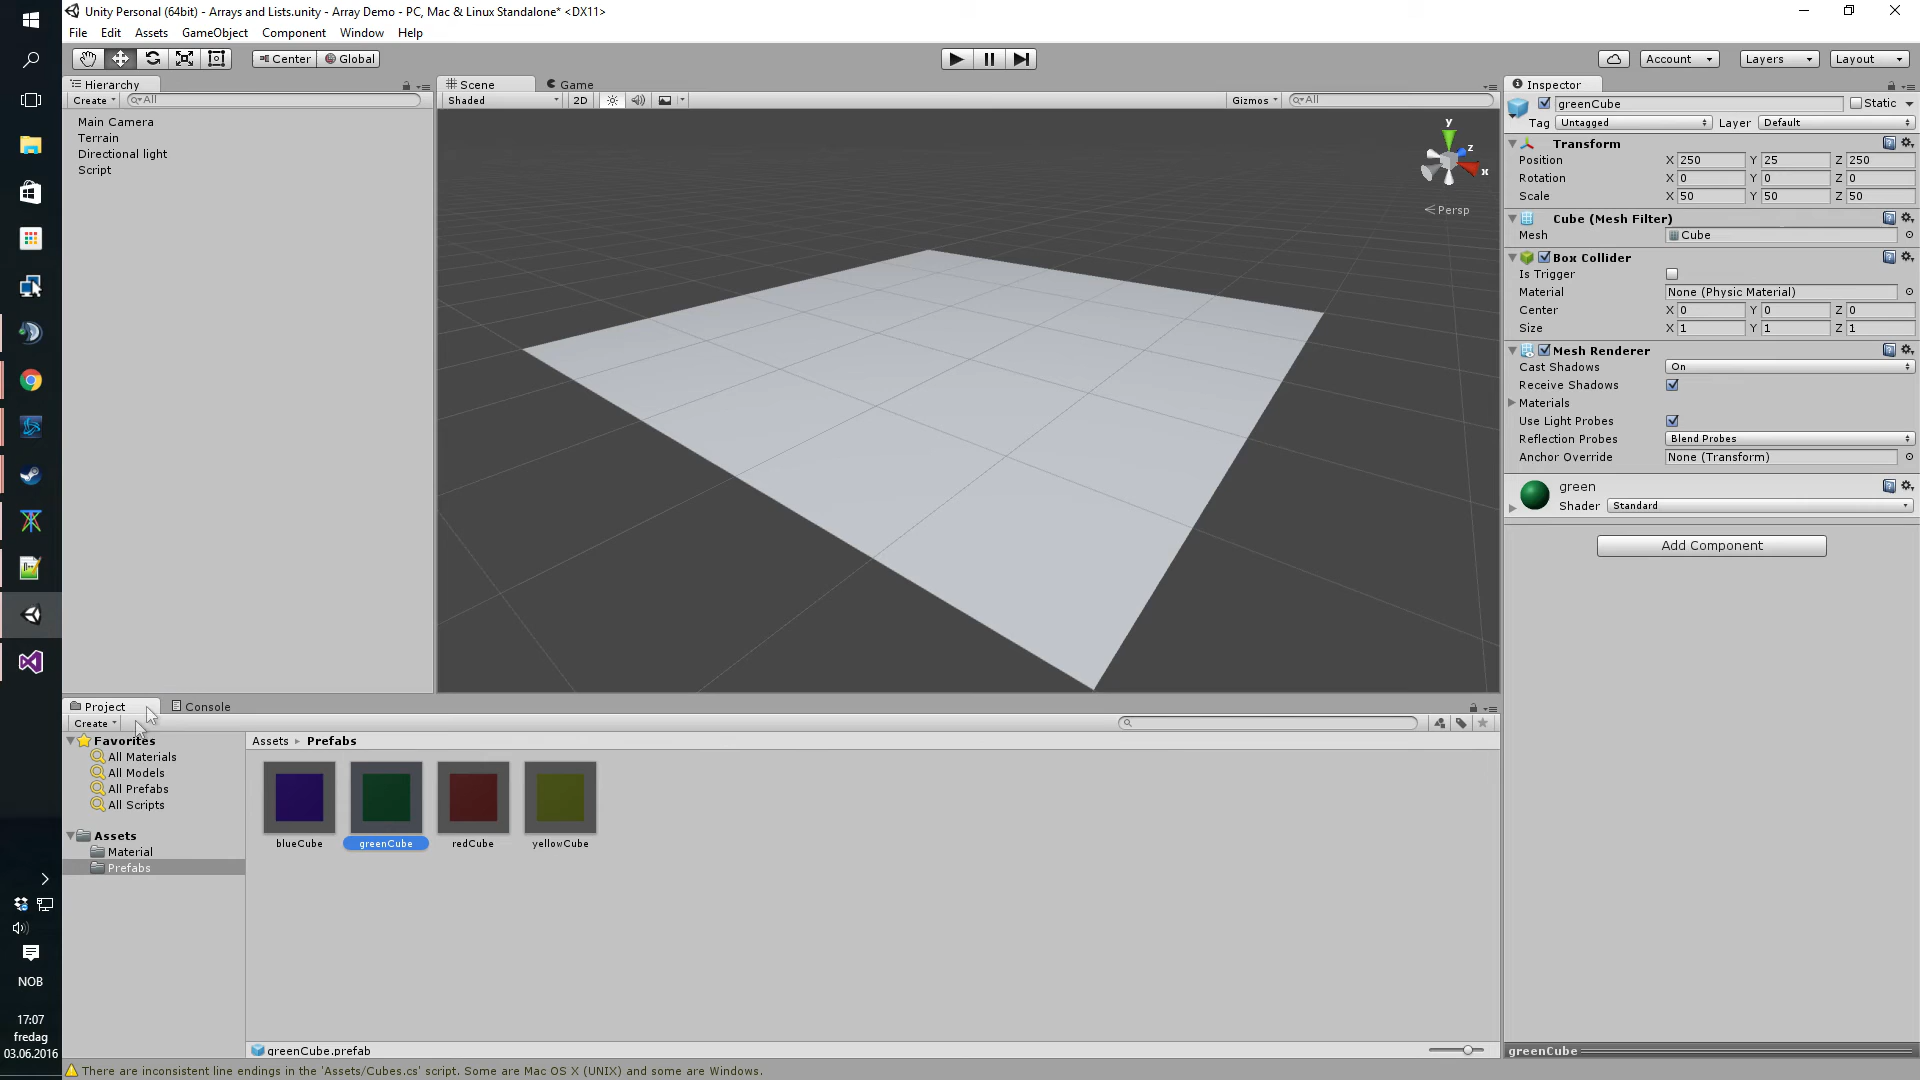 Unity Personal (64bit) - Arrays and Lists.unity - Array Demo - PC, Mac & Linux Standalone* <DX11>
File Edit Assets GameObject Component Window Help
Center Global Account Layers Layout
Hierarchy
Create All
Main Camera
Terrain
Directional light
Script
Scene Game
Shaded 2D Gizmos All
y
z
x
Persp
Inspector
greenCube Static
Tag Untagged Layer Default
Transform
Position X 250 Y 25 Z 250
Rotation X 0 Y 0 Z 0
Scale X 50 Y 50 Z 50
Cube (Mesh Filter)
Mesh Cube
Box Collider
Is Trigger
Material None (Physic Material)
Center X 0 Y 0 Z 0
Size X 1 Y 1 Z 1
Mesh Renderer
Cast Shadows On
Receive Shadows
Materials
Use Light Probes
Reflection Probes Blend Probes
Anchor Override None (Transform)
green
Shader Standard
Add Component
Project Console
Create
Favorites
All Materials
All Models
All Prefabs
All Scripts
Assets
Material
Prefabs
Assets Prefabs
blueCube greenCube redCube yellowCube
greenCube.prefab
greenCube
There are inconsistent line endings in the 'Assets/Cubes.cs' script. Some are Mac OS X (UNIX) and some are Windows.
NOB
17:07
fredag
03.06.2016